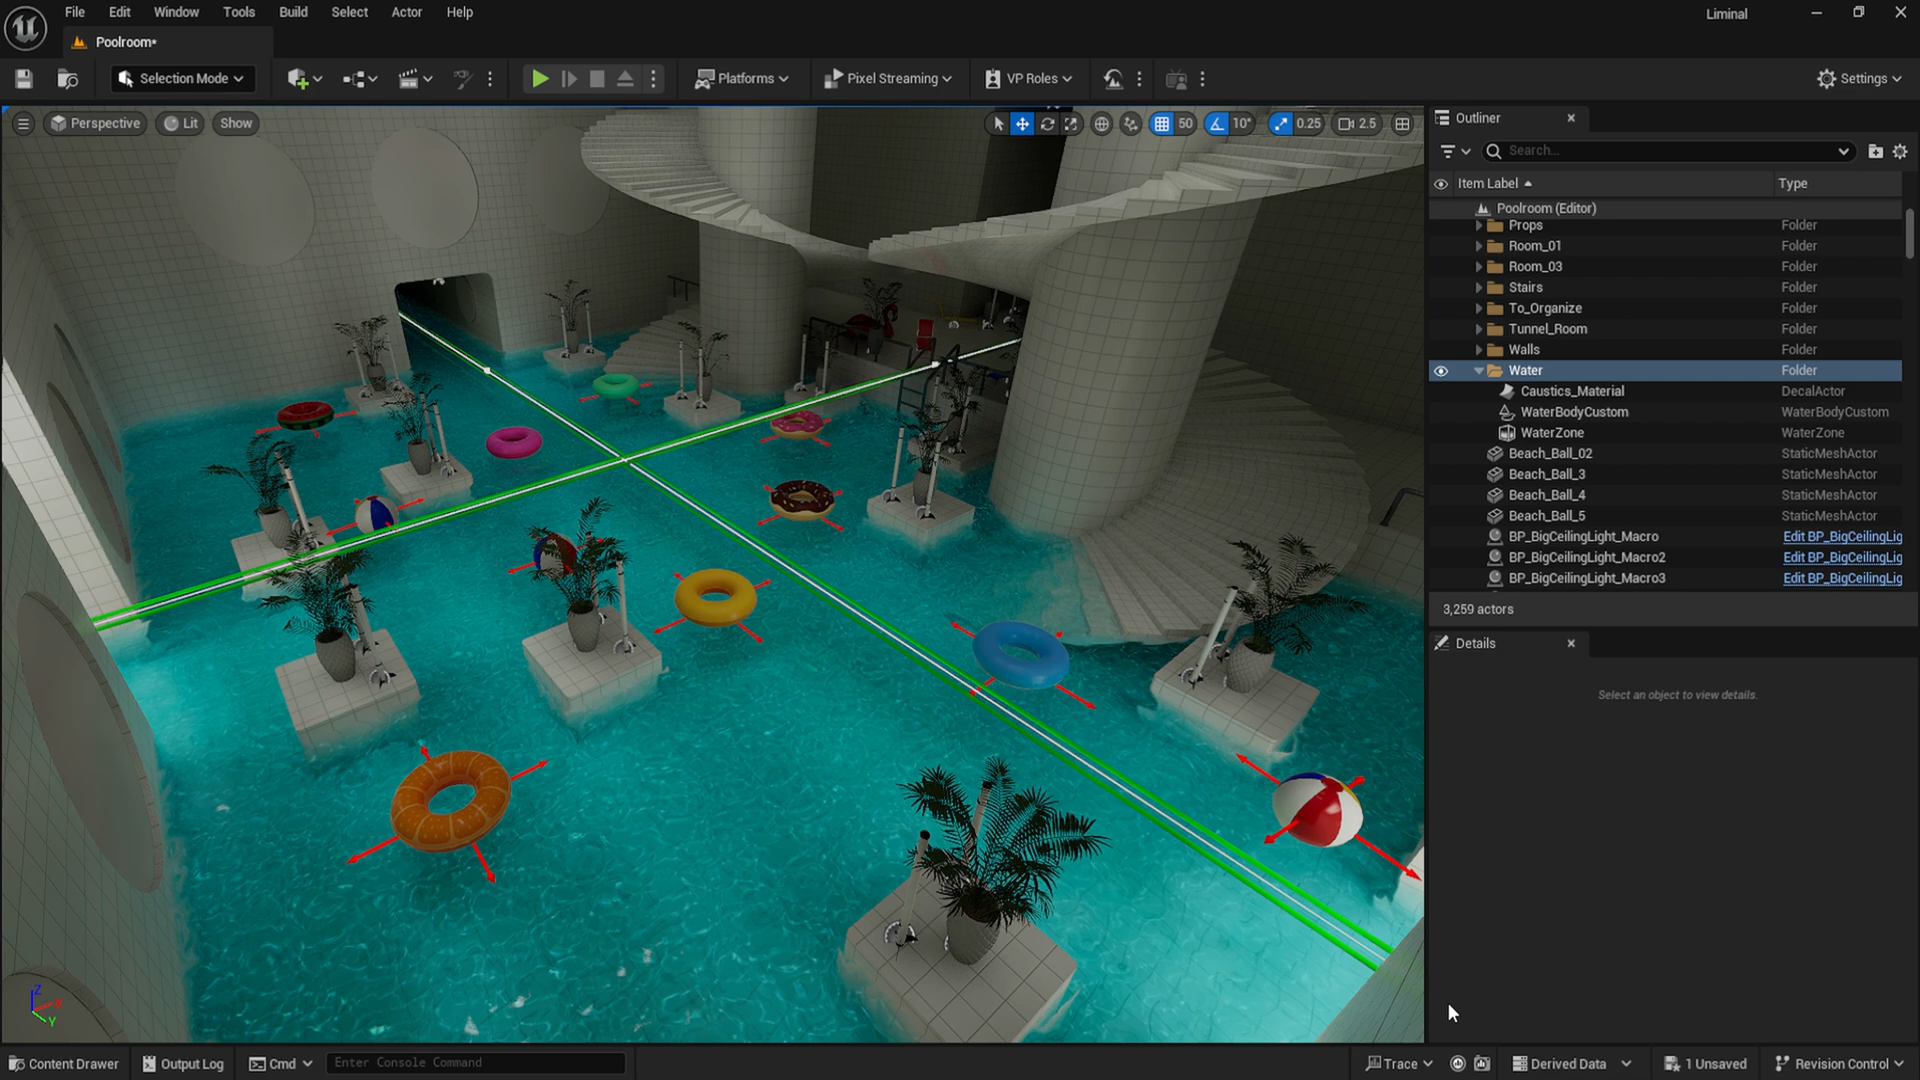 File Edit Window Tools Build Select Actor Help
Liminal
Poolroom*
Selection Mode
Platforms
Pixel Streaming
VP Roles
Settings
Perspective Lit Show
50 10° 0.25 2.5
Outliner
Search...
Item Label Type
Poolroom (Editor)
Props Folder
Room_01 Folder
Room_03 Folder
Stairs Folder
To_Organize Folder
Tunnel_Room Folder
Walls Folder
Water Folder
Caustics_Material DecalActor
WaterBodyCustom WaterBodyCustom
WaterZone WaterZone
Beach_Ball_02 StaticMeshActor
Beach_Ball_3 StaticMeshActor
Beach_Ball_4 StaticMeshActor
Beach_Ball_5 StaticMeshActor
BP_BigCeilingLight_Macro Edit BP_BigCeilingLig
BP_BigCeilingLight_Macro2 Edit BP_BigCeilingLig
BP_BigCeilingLight_Macro3 Edit BP_BigCeilingLig
3,259 actors
Details
Select an object to view details.
Z
X
Y
Content Drawer Output Log Cmd Enter Console Command Trace Derived Data 1 Unsaved Revision Control